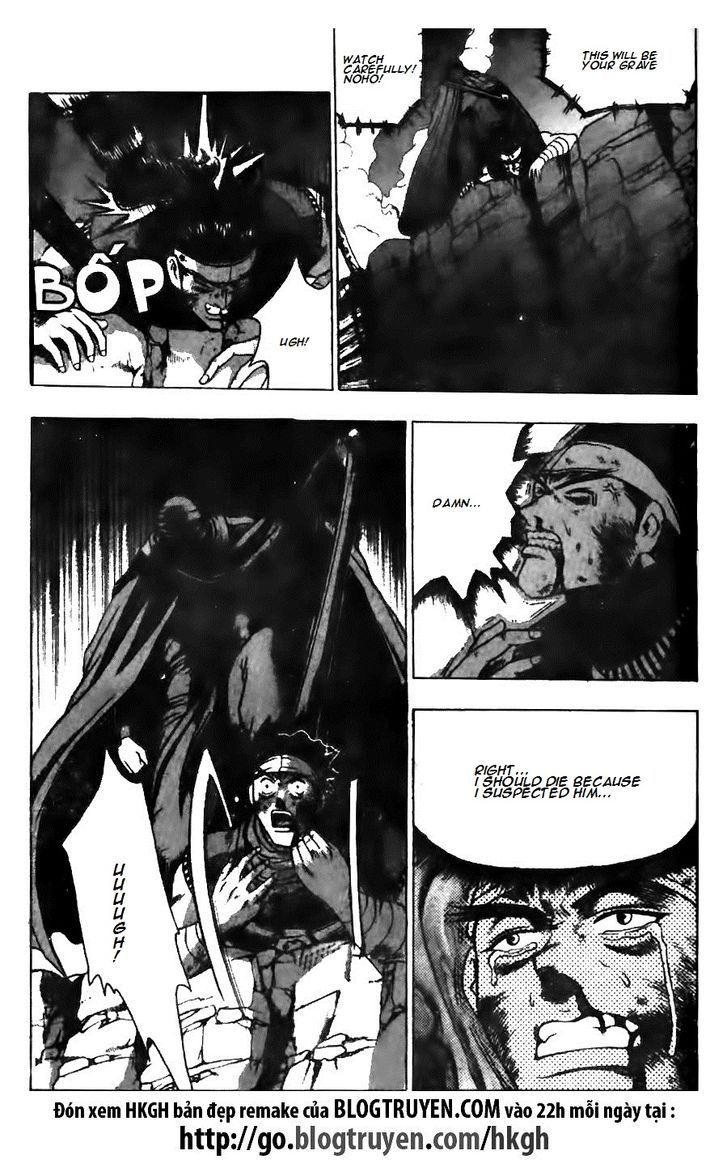 WATCH
CAREFULLY!
NOHO!
THIS WILL BE
YOUR GRAVE
BỐP
UGH!
DAMN...
UUUUGH!
RIGHT...
I SHOULD DIE BECAUSE
I SUSPECTED HIM...
Đón xem HKGH bản đẹp remake của BLOGTRUYEN.COM vào 22h mỗi ngày tại :
http://go.blogtruyen.com/hkgh